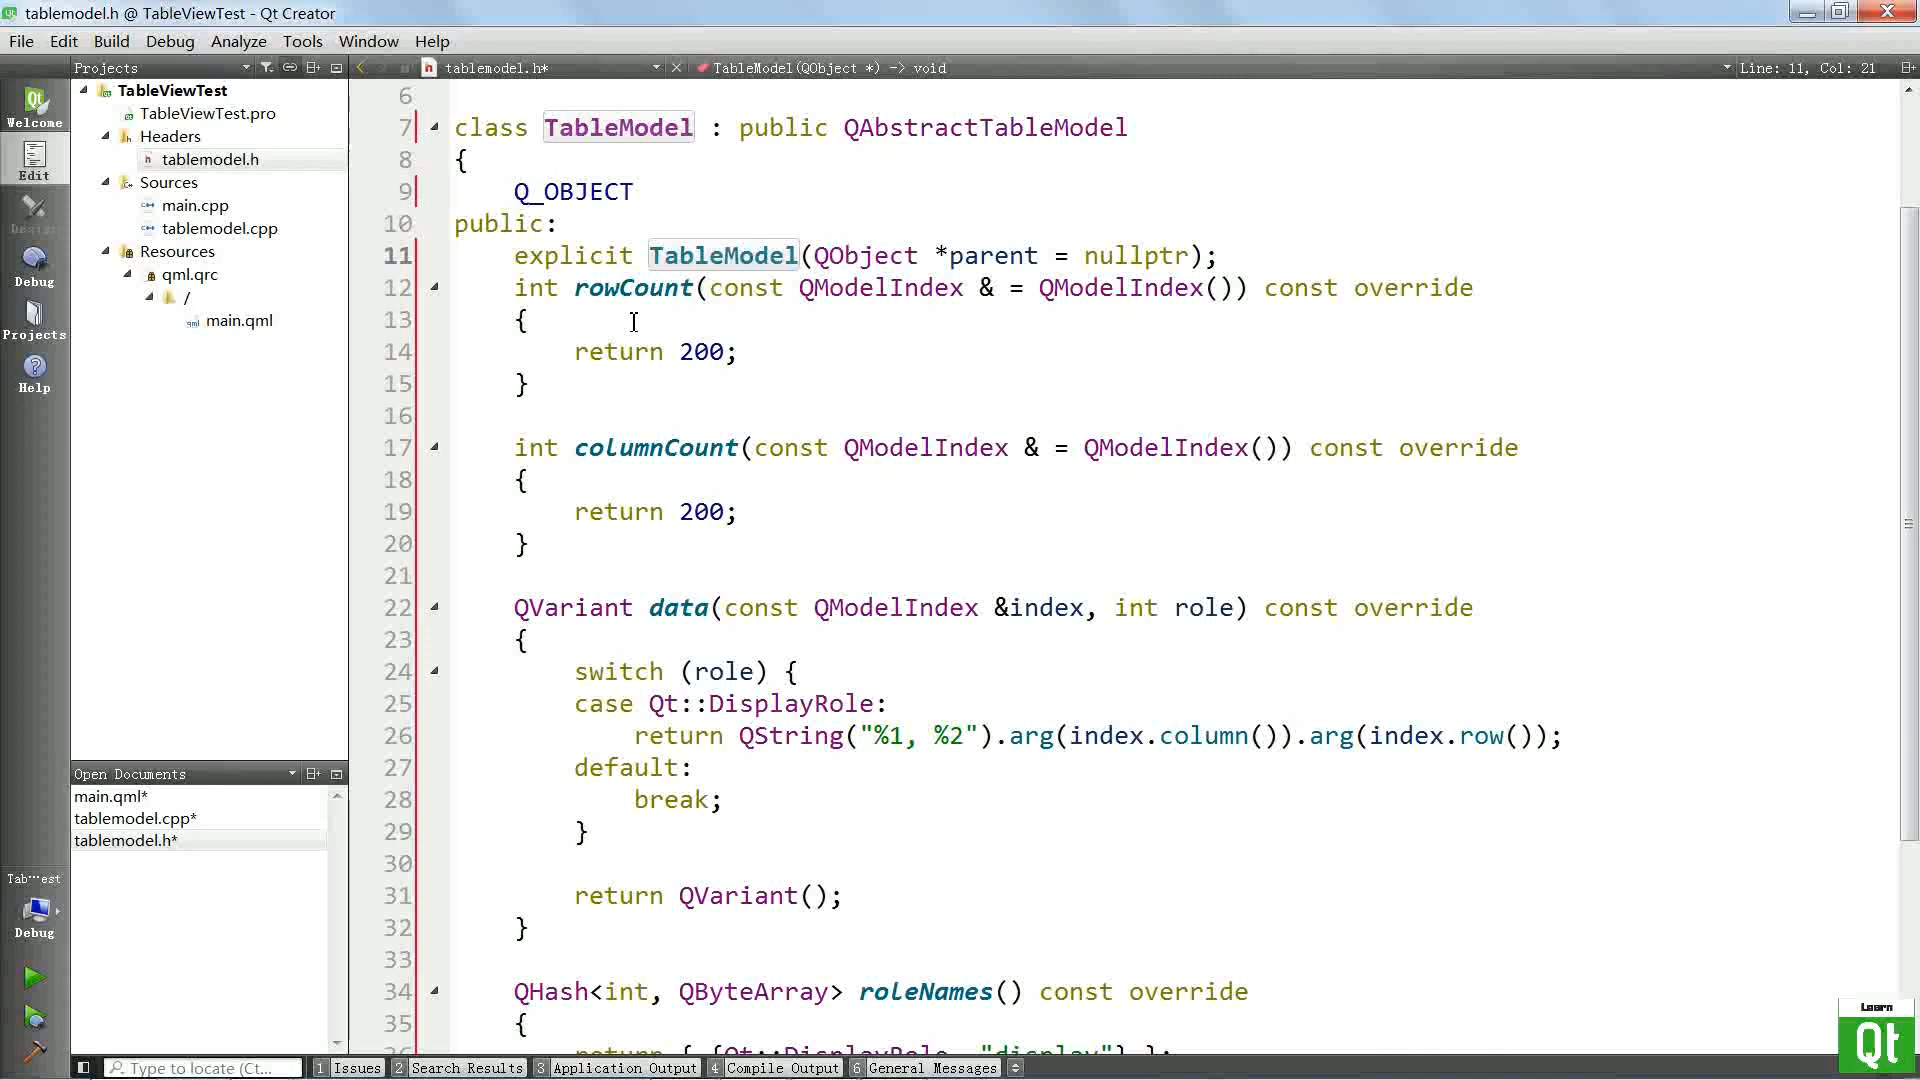 tablemodel.h @ TableViewTest - Qt Creator
File Edit Build Debug Analyze Tools Window Help
Projects
tablemodel.h*
TableModel(QObject *) -> void
Line: 11, Col: 21
Welcome
Edit
Design
Debug
Projects
Help
TableViewTest
TableViewTest.pro
Headers
tablemodel.h
Sources
main.cpp
tablemodel.cpp
Resources
qml.qrc
/
main.qml
Open Documents
main.qml*
tablemodel.cpp*
tablemodel.h*
Tab···est
Debug
6
7 class TableModel : public QAbstractTableModel
8 {
9 Q_OBJECT
10 public:
11 explicit TableModel(QObject *parent = nullptr);
12 int rowCount(const QModelIndex & = QModelIndex()) const override
13 {
14 return 200;
15 }
16
17 int columnCount(const QModelIndex & = QModelIndex()) const override
18 {
19 return 200;
20 }
21
22 QVariant data(const QModelIndex &index, int role) const override
23 {
24 switch (role) {
25 case Qt::DisplayRole:
26 return QString("%1, %2").arg(index.column()).arg(index.row());
27 default:
28 break;
29 }
30
31 return QVariant();
32 }
33
34 QHash<int, QByteArray> roleNames() const override
35 {
36 return { {Qt::DisplayRole, "display"} };
Type to locate (Ct...
1 Issues 2 Search Results 3 Application Output 4 Compile Output 6 General Messages
Learn
Qt